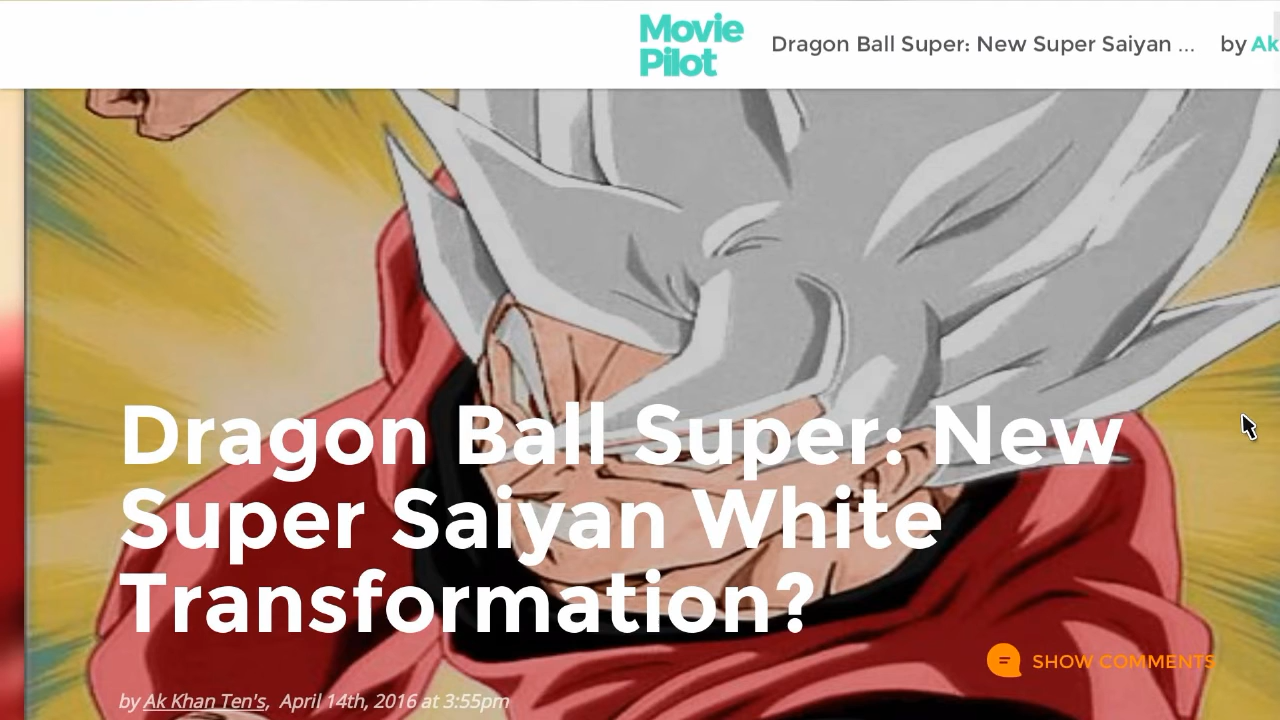 Movie
Pilot
Dragon Ball Super: New Super Saiyan ... by Ak
Dragon Ball Super: New
Super Saiyan White
Transformation?
SHOW COMMENTS
by Ak Khan Ten's, April 14th, 2016 at 3:55pm